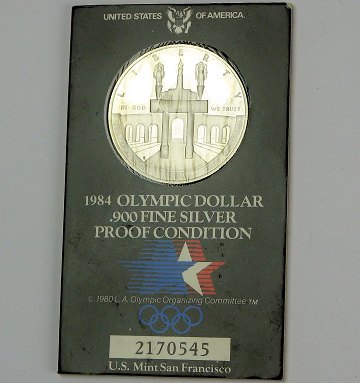 UNITED STATES OF AMERICA.
LIBERTY
IN GOD WE TRUST
1984 OLYMPIC DOLLAR
.900 FINE SILVER
PROOF CONDITION
© 1980 L.A. Olympic Organizing Committee TM
2170545
U.S. Mint San Francisco